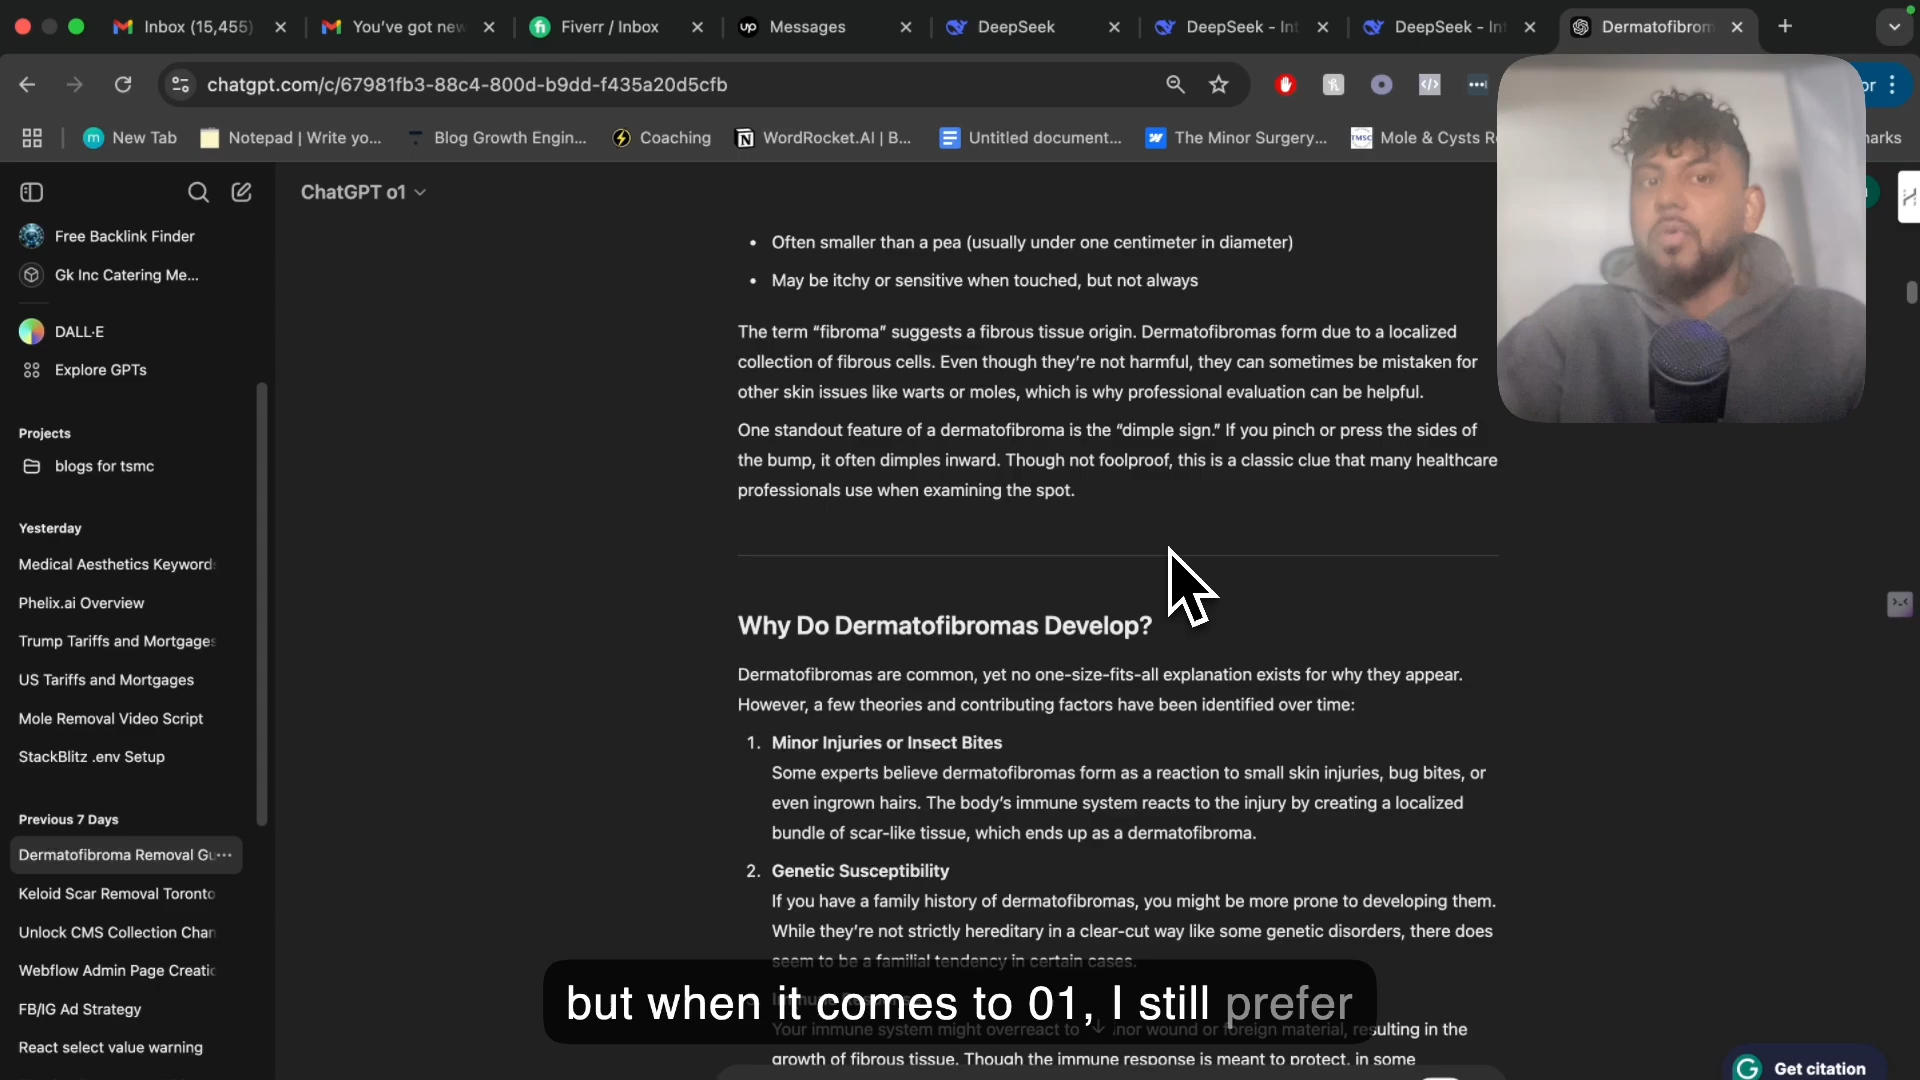 Inbox (15,455)
You've got new
Fiverr / Inbox
up Messages
DeepSeek
DeepSeek - Int
DeepSeek - In
Dermatofibrom
chatgpt.com/c/67981fb3-88c4-800d-b9dd-f435a20d5cfb
New Tab
Notepad | Write yo...
Blog Growth Engin...
Coaching
WordRocket.AI | B...
Untitled document...
The Minor Surgery...
TMSC Mole & Cysts R
arks
ChatGPT o1
Free Backlink Finder
Gk Inc Catering Me...
DALL·E
Explore GPTs
Projects
blogs for tsmc
Yesterday
Medical Aesthetics Keyword
Phelix.ai Overview
Trump Tariffs and Mortgages
US Tariffs and Mortgages
Mole Removal Video Script
StackBlitz .env Setup
Previous 7 Days
Dermatofibroma Removal Gu...
Keloid Scar Removal Toronto
Unlock CMS Collection Chan
Webflow Admin Page Creatio
FB/IG Ad Strategy
React select value warning
• Often smaller than a pea (usually under one centimeter in diameter)
• May be itchy or sensitive when touched, but not always
The term “fibroma” suggests a fibrous tissue origin. Dermatofibromas form due to a localized
collection of fibrous cells. Even though they’re not harmful, they can sometimes be mistaken for
other skin issues like warts or moles, which is why professional evaluation can be helpful.
One standout feature of a dermatofibroma is the “dimple sign.” If you pinch or press the sides of
the bump, it often dimples inward. Though not foolproof, this is a classic clue that many healthcare
professionals use when examining the spot.
Why Do Dermatofibromas Develop?
Dermatofibromas are common, yet no one-size-fits-all explanation exists for why they appear.
However, a few theories and contributing factors have been identified over time:
1. Minor Injuries or Insect Bites
Some experts believe dermatofibromas form as a reaction to small skin injuries, bug bites, or
even ingrown hairs. The body’s immune system reacts to the injury by creating a localized
bundle of scar-like tissue, which ends up as a dermatofibroma.
2. Genetic Susceptibility
If you have a family history of dermatofibromas, you might be more prone to developing them.
While they’re not strictly hereditary in a clear-cut way like some genetic disorders, there does
seem to be a familial tendency in certain cases.
but when it comes to 01, I still prefer
Your immune system might overreact to minor wound or foreign material, resulting in the
growth of fibrous tissue. Though the immune response is meant to protect, in some
Get citation